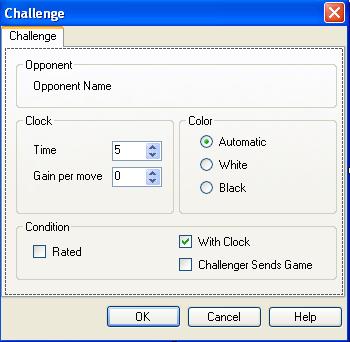 Challenge
Challenge
Opponent
Opponent Name
Clock
Time 5
Gain per move 0
Color
Automatic
White
Black
Condition
Rated
With Clock
Challenger Sends Game
OK Cancel Help